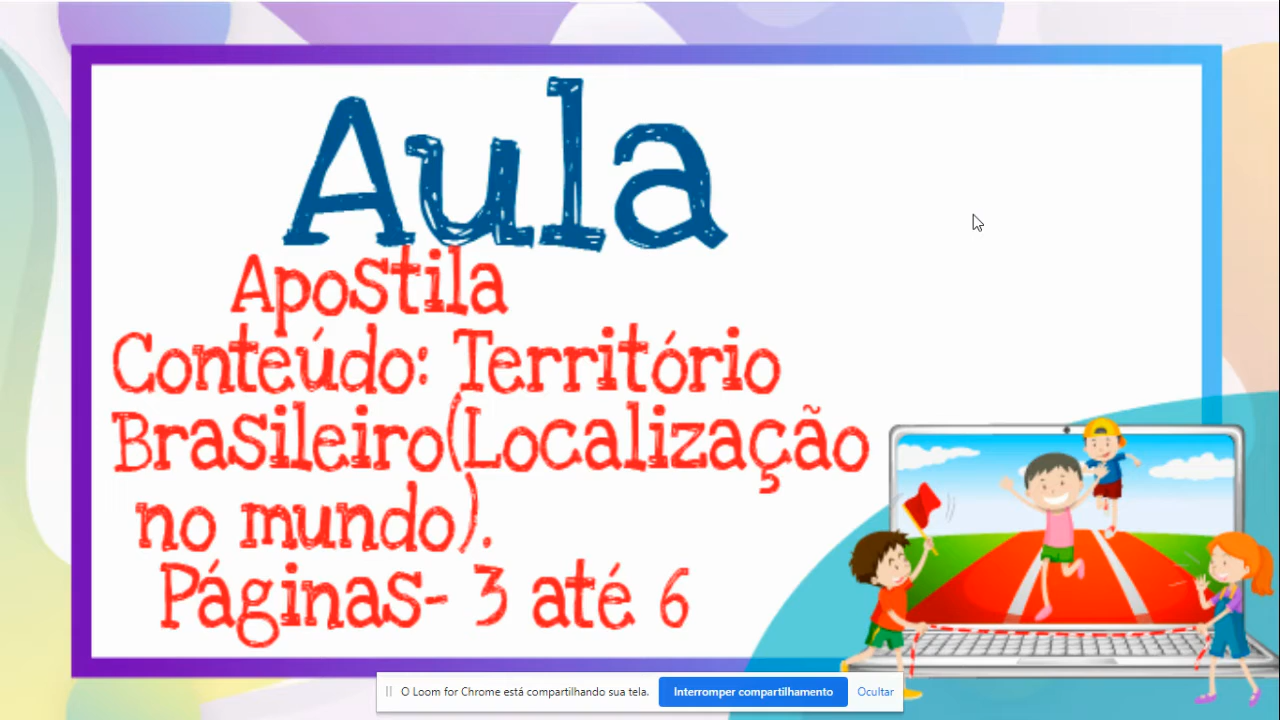 Aula
Apostila
Conteúdo: Território
Brasileiro(Localização
no mundo).
Páginas- 3 até 6
O Loom for Chrome está compartilhando sua tela. Interromper compartilhamento Ocultar